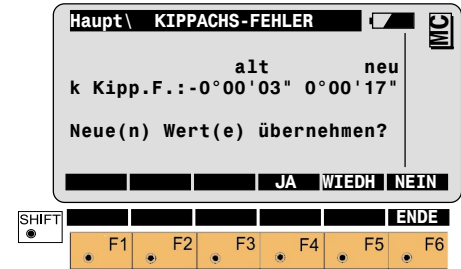 Haupt\ KIPPACHS-FEHLER
MC
alt neu
k Kipp.F.:-0°00'03" 0°00'17"
Neue(n) Wert(e) übernehmen?
JA WIEDH NEIN
SHIFT ENDE
F1 F2 F3 F4 F5 F6